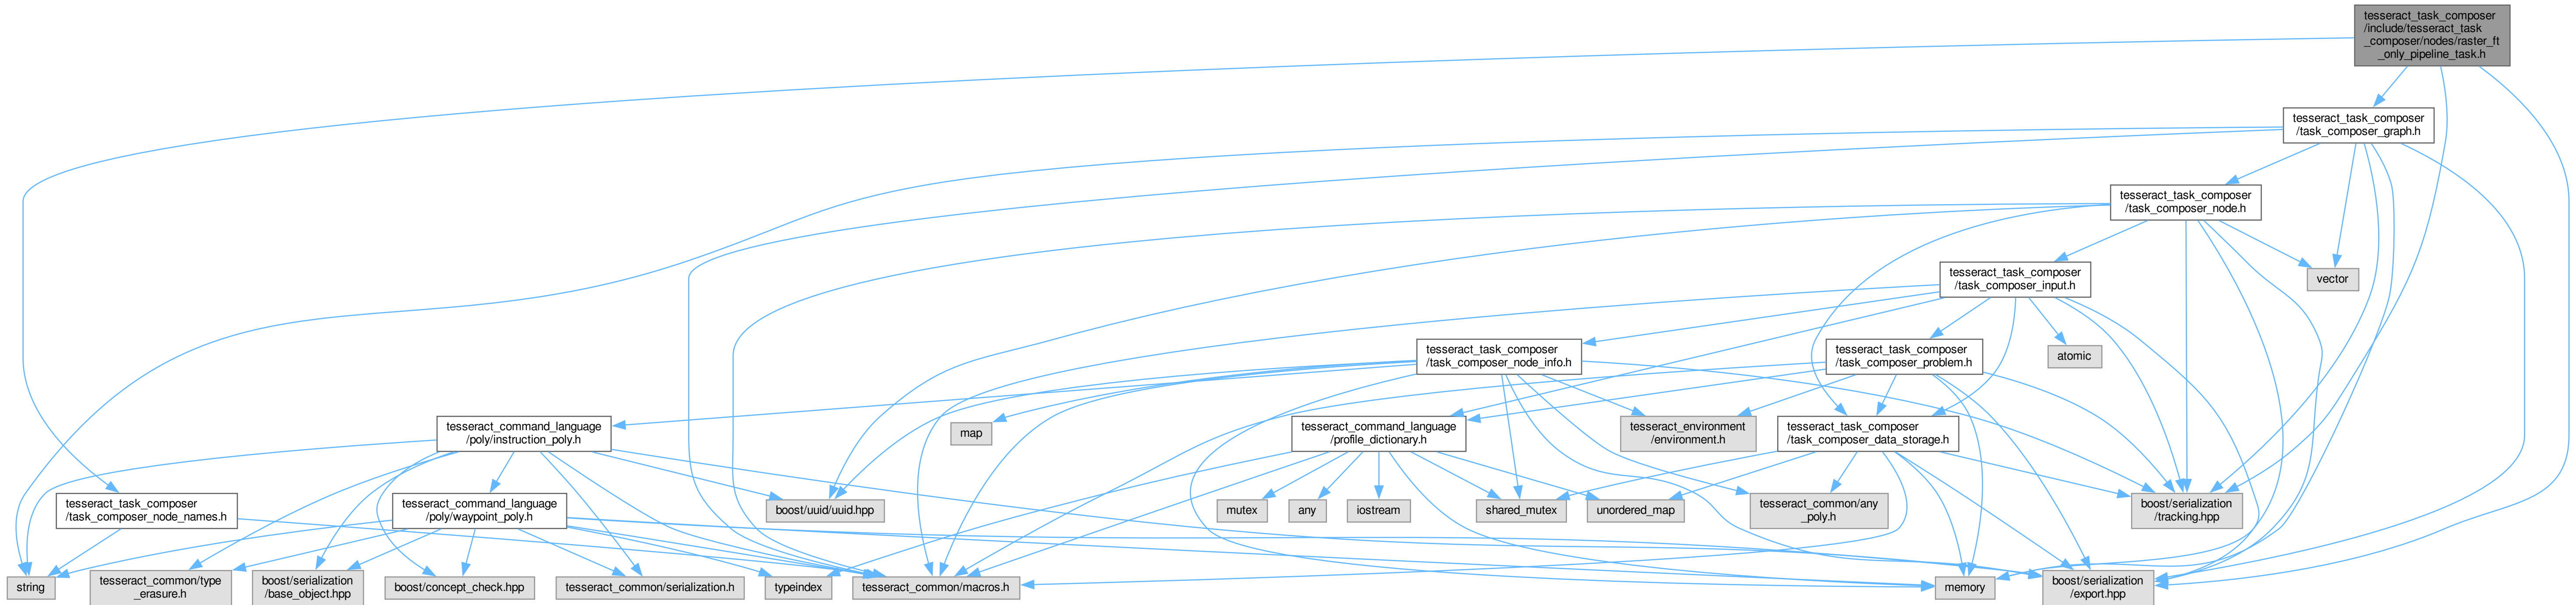 tesseract_task_composer
/include/tesseract_task
_composer/nodes/raster_ft
_only_pipeline_task.h
tesseract_task_composer
/task_composer_graph.h
tesseract_task_composer
/task_composer_node.h
vector
tesseract_task_composer
/task_composer_input.h
atomic
tesseract_task_composer
/task_composer_node_info.h
tesseract_task_composer
/task_composer_problem.h
tesseract_command_language
/poly/instruction_poly.h
map
tesseract_command_language
/profile_dictionary.h
tesseract_environment
/environment.h
tesseract_task_composer
/task_composer_data_storage.h
tesseract_task_composer
/task_composer_node_names.h
tesseract_command_language
/poly/waypoint_poly.h
boost/uuid/uuid.hpp
mutex
any
iostream
shared_mutex
unordered_map
tesseract_common/any
_poly.h
boost/serialization
/tracking.hpp
string
tesseract_common/type
_erasure.h
boost/serialization
/base_object.hpp
boost/concept_check.hpp
tesseract_common/serialization.h
typeindex
tesseract_common/macros.h
memory
boost/serialization
/export.hpp